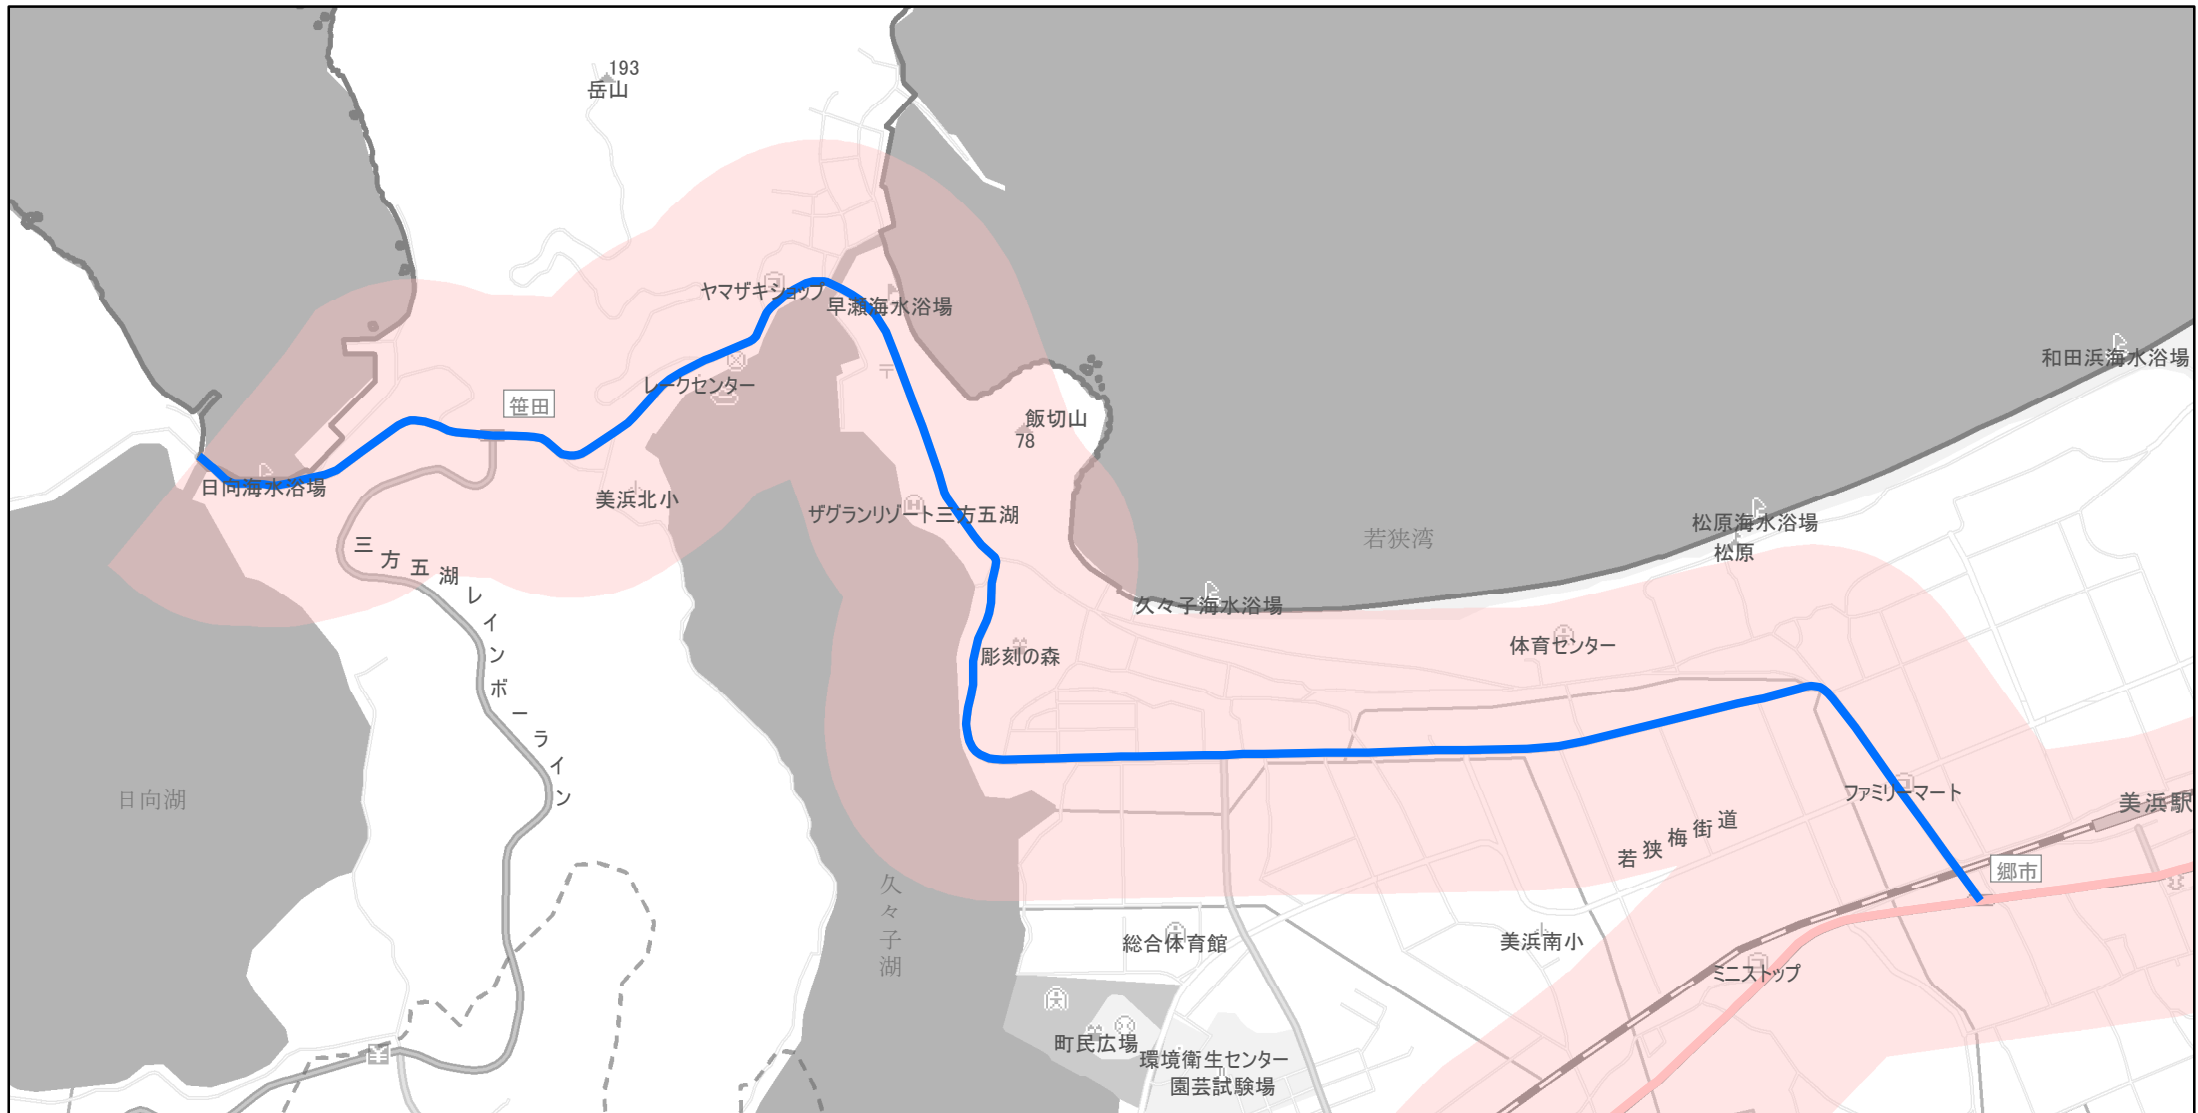 193
岳山
ヤマザキショップ
早瀬海水浴場
和田浜海水浴場
レークセンター
笹田
飯切山
78
日向海水浴場
美浜北小
ザグランリゾート三方五湖
若狭湾
松原海水浴場
松原
三方五湖レインボーライン
久々子海水浴場
体育センター
彫刻の森
日向湖
ファミリーマート
美浜駅
若狭梅街道
郷市
久々子湖
総合体育館
美浜南小
ミニストップ
町民広場
環境衛生センター
園芸試験場